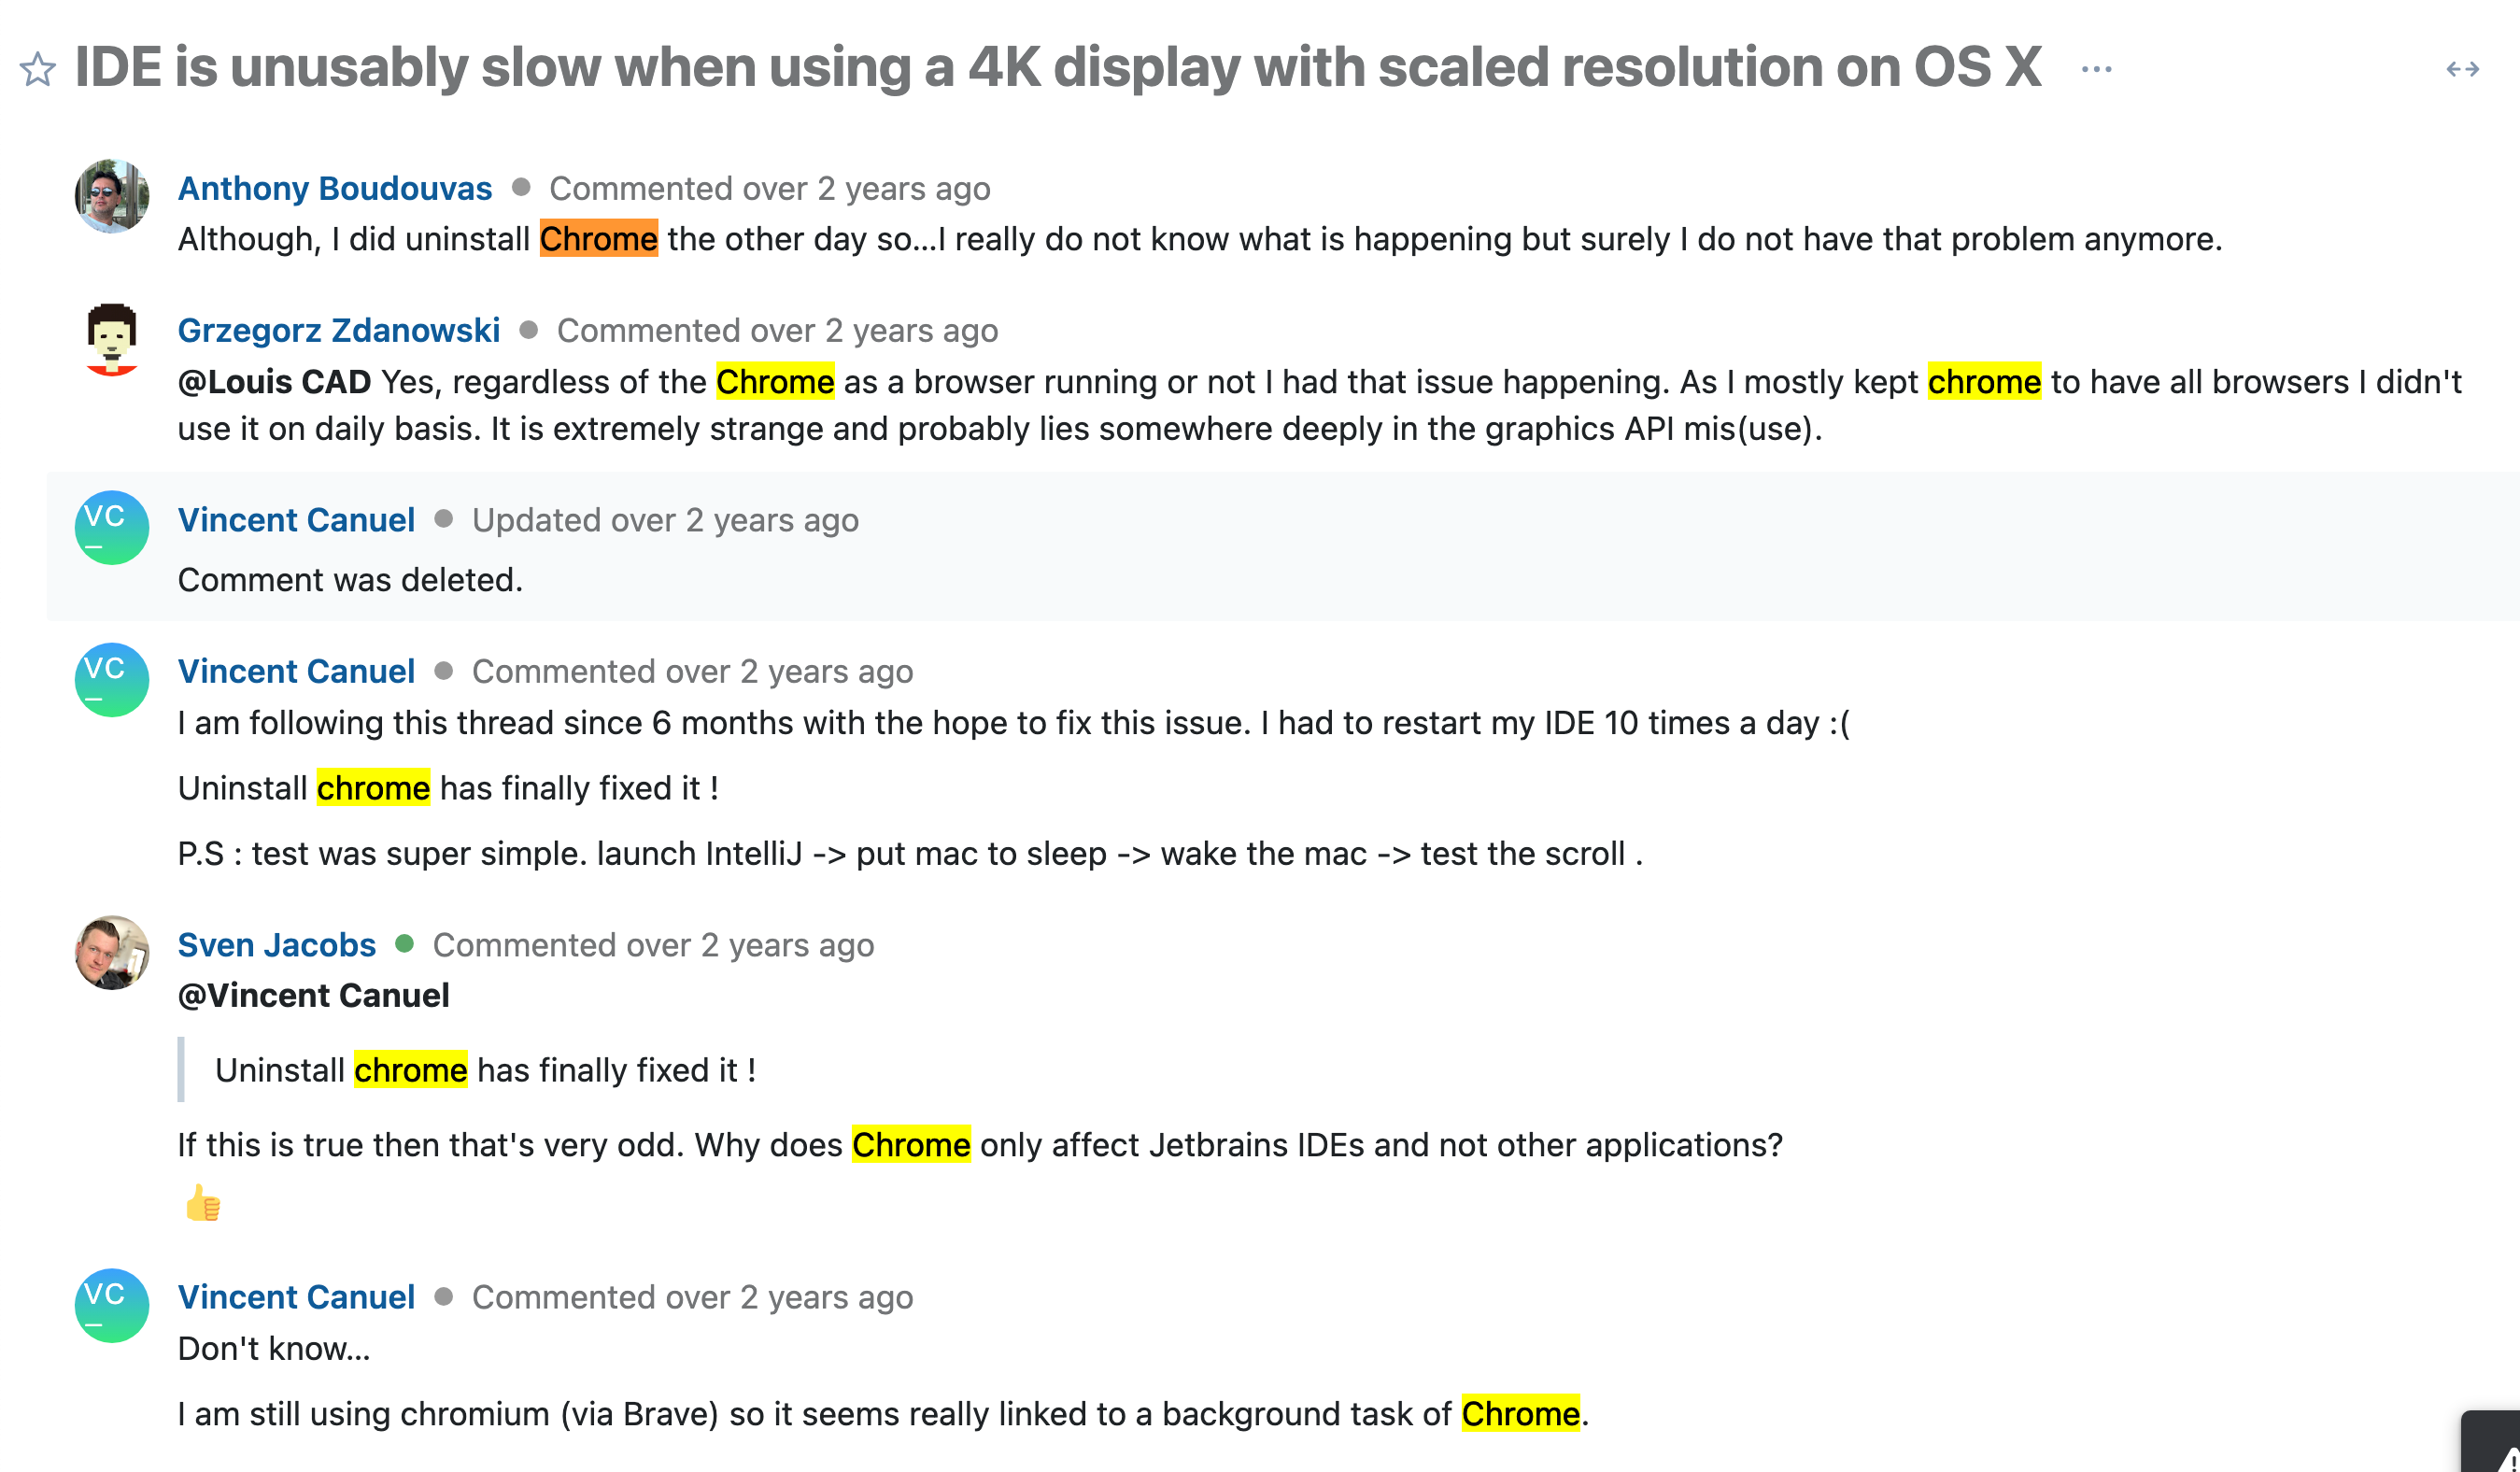 IDE is unusably slow when using a 4K display with scaled resolution on OS X
Anthony Boudouvas Commented over 2 years ago
Although, I did uninstall Chrome the other day so...I really do not know what is happening but surely I do not have that problem anymore.
Grzegorz Zdanowski Commented over 2 years ago
@Louis CAD Yes, regardless of the Chrome as a browser running or not I had that issue happening. As I mostly kept chrome to have all browsers I didn't
use it on daily basis. It is extremely strange and probably lies somewhere deeply in the graphics API mis(use).
VC
Vincent Canuel Updated over 2 years ago
Comment was deleted.
VC
Vincent Canuel Commented over 2 years ago
I am following this thread since 6 months with the hope to fix this issue. I had to restart my IDE 10 times a day :(
Uninstall chrome has finally fixed it !
P.S : test was super simple. launch IntelliJ -> put mac to sleep -> wake the mac -> test the scroll .
Sven Jacobs Commented over 2 years ago
@Vincent Canuel
Uninstall chrome has finally fixed it !
If this is true then that's very odd. Why does Chrome only affect Jetbrains IDEs and not other applications?
VC
Vincent Canuel Commented over 2 years ago
Don't know...
I am still using chromium (via Brave) so it seems really linked to a background task of Chrome.